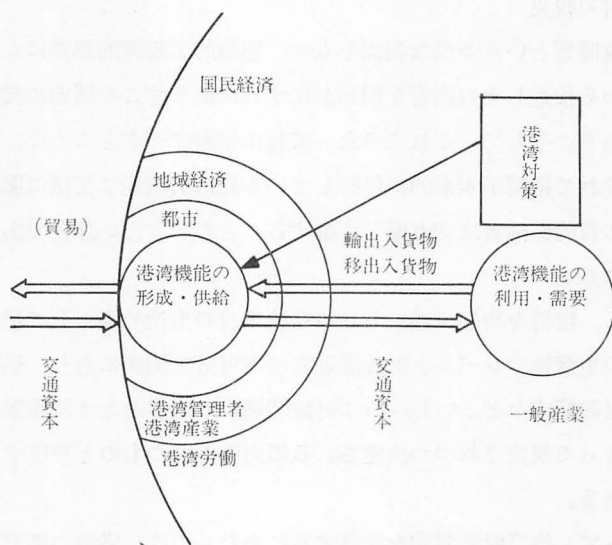 国民経済
港湾
対策
地域経済
(貿易)
都市
輸出入貨物
移出入貨物
港湾機能の
形成・供給
港湾機能の
利用・需要
交通資本
港湾管理者
港湾産業
港湾労働
交通資本
一般産業